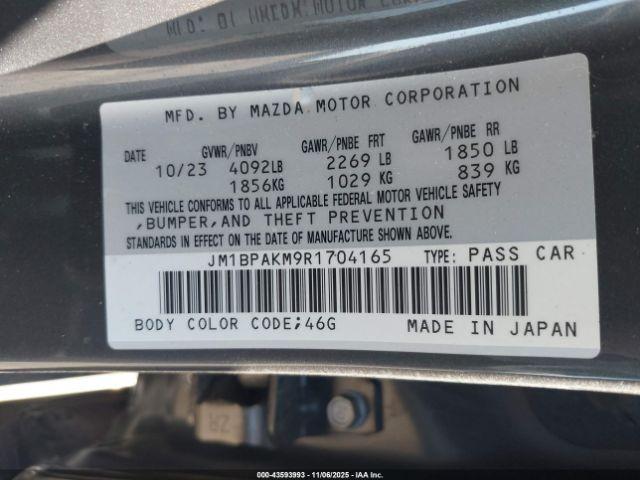 MFD. BY MAZDA MOTOR CORPORATION
DATE GVWR/PNBV GAWR/PNBE FRT GAWR/PNBE RR
10/23 4092LB 2269 LB 1850 LB
1856KG 1029 KG 839 KG
THIS VEHICLE CONFORMS TO ALL APPLICABLE FEDERAL MOTOR VEHICLE SAFETY
,BUMPER,AND THEFT PREVENTION
STANDARDS IN EFFECT ON THE DATE OF MANUFACTURE SHOWN ABOVE.
JM1BPAKM9R1704165 TYPE: PASS CAR
BODY COLOR CODE;46G MADE IN JAPAN
000-43593993 - 11/06/2025 - IAA Inc.